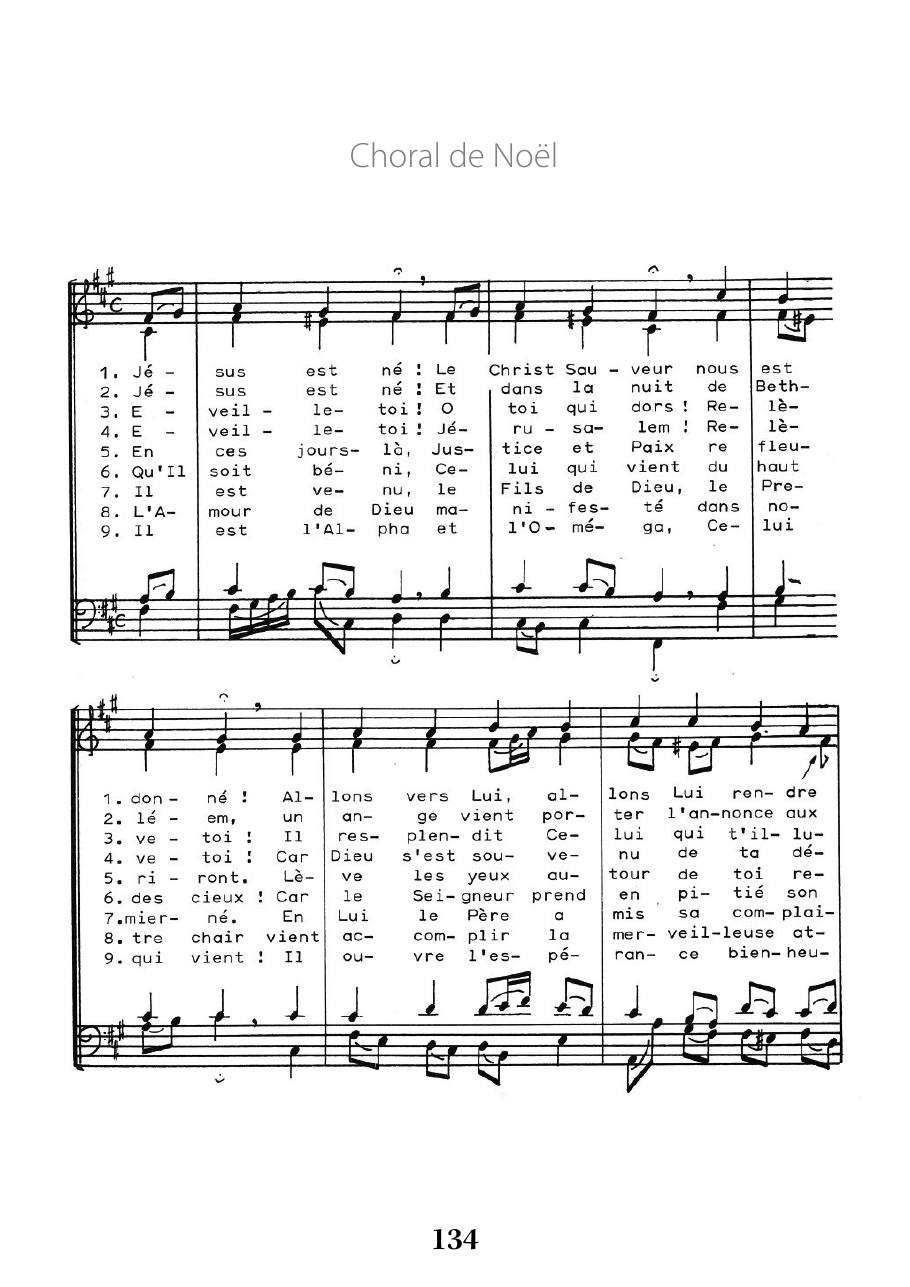 Choral de Noël
1. Jé - sus est né ! Le Christ Sau - veur nous est
2. Jé - sus est né ! Et dans la nuit de Beth-
3. E - veil - le- toi! O toi qui dors ! Re- lè-
4. E - veil - le- toi! Jé- ru - sa- lem ! Re- lè-
5. En ces jours- là, Jus- tice et Paix re fleu-
6. Qu'Il soit bé- ni, Ce- lui qui vient du haut
7. Il est ve- nu, le Fils de Dieu, le Pre-
8. L'A- mour de Dieu ma- ni - fes- té dans no-
9. Il est l'Al- pha et l'O- mé- ga, Ce- lui
1. don - né ! Al- lons vers Lui, al- lons Lui ren- dre
2. lé - em, un an- ge vient por- ter l'an-nonce aux
3. ve - toi ! Il res- plen- dit Ce- lui qui t'il- lu-
4. ve - toi ! Car Dieu s'est sou- ve- nu de ta dé-
5. ri - ront. Lè- ve les yeux au- tour de toi re-
6. des cieux ! Car le Sei- gneur prend en pi- tié son
7.mier- né. En Lui le Père a mis sa com- plai-
8. tre chair vient ac- com- plir la mer- veil-leuse at-
9. qui vient ! Il ou- vre l'es- pé- ran- ce bien-heu-
134